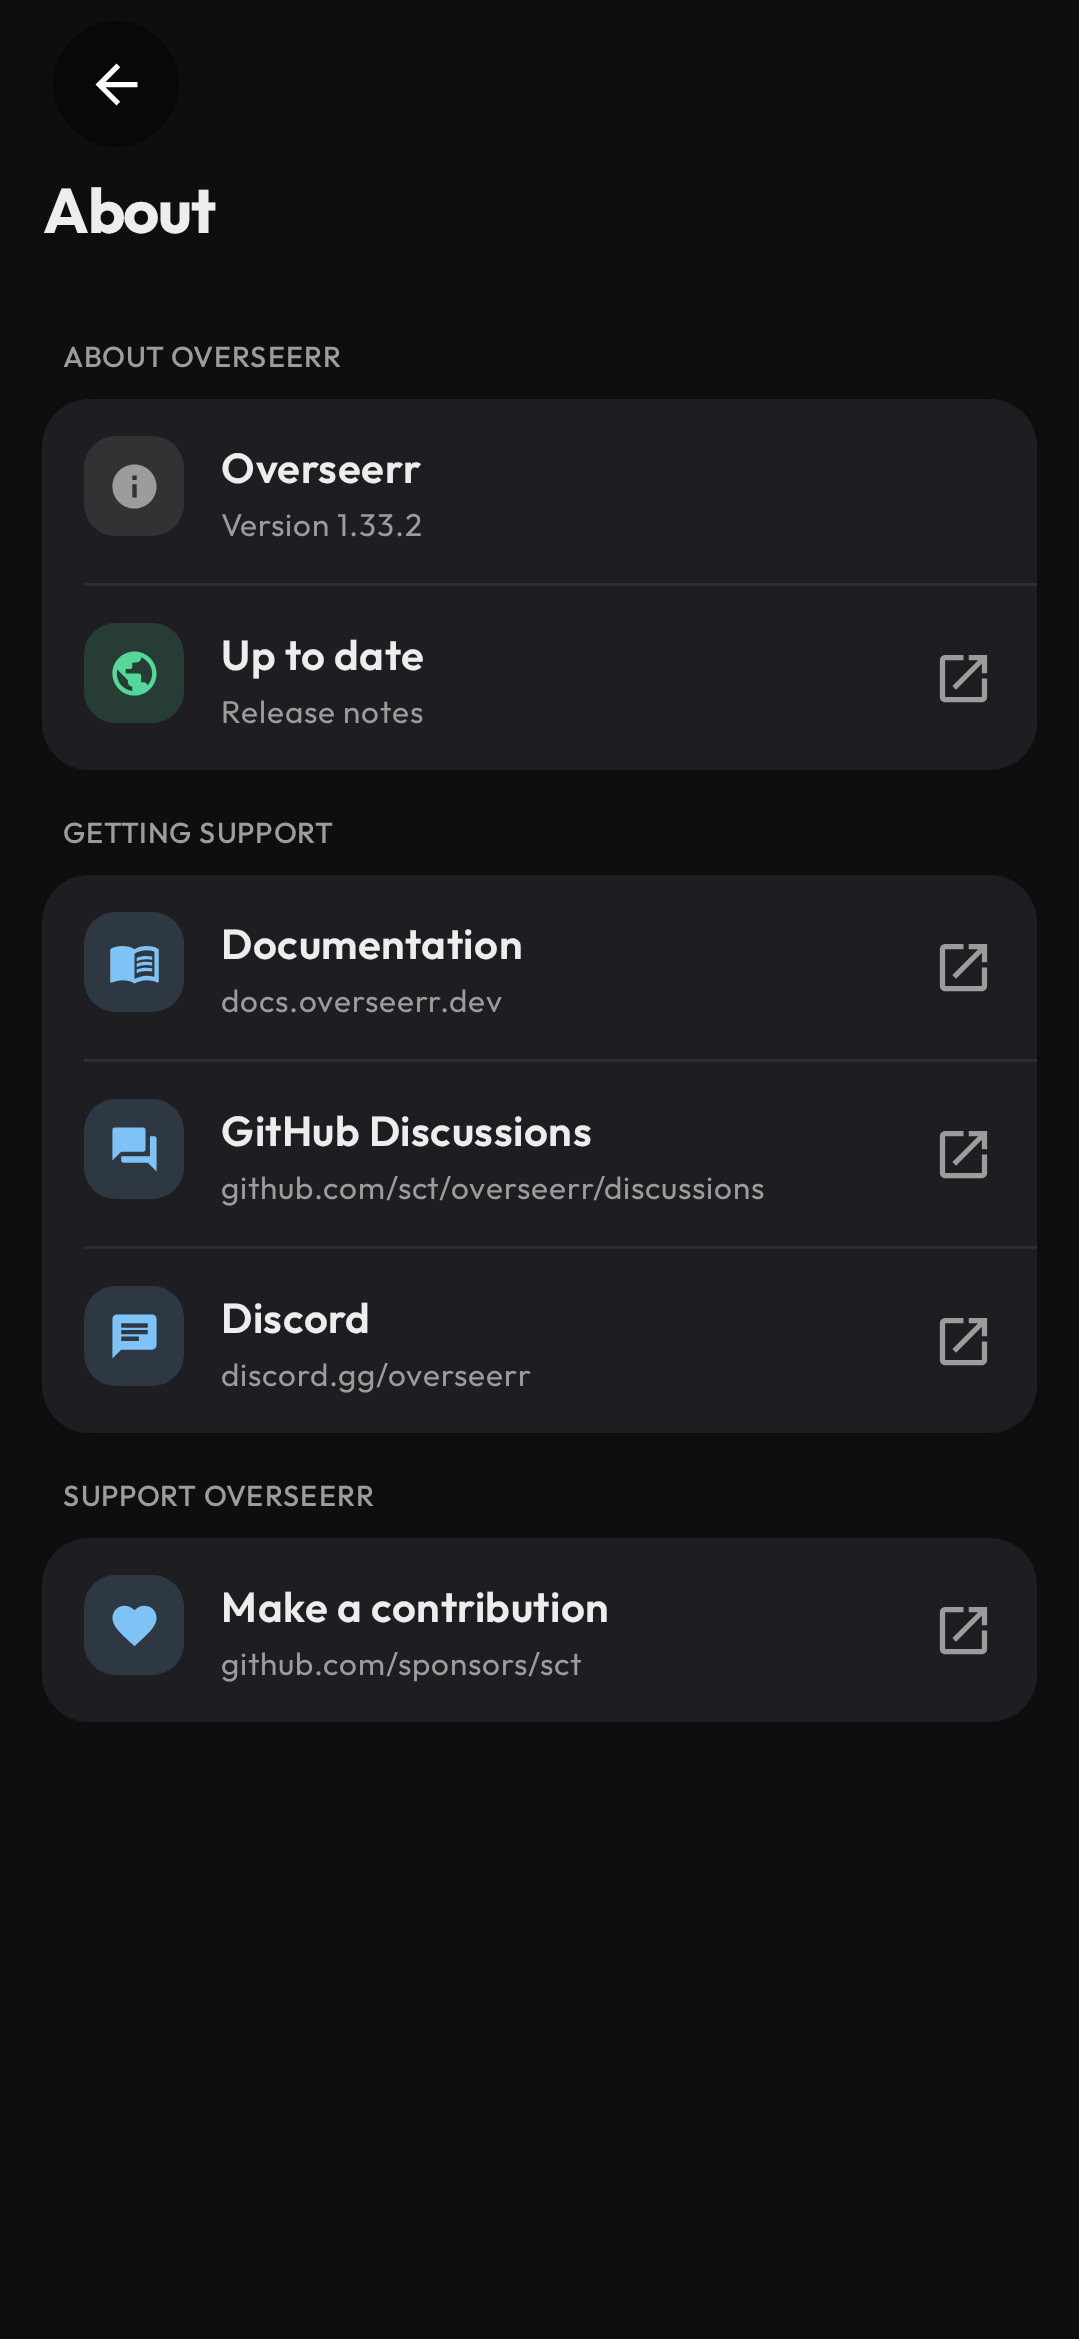 About
ABOUT OVERSEERR
Overseerr
Version 1.33.2
Up to date
Release notes
GETTING SUPPORT
Documentation
docs.overseerr.dev
GitHub Discussions
github.com/sct/overseerr/discussions
Discord
discord.gg/overseerr
SUPPORT OVERSEERR
Make a contribution
github.com/sponsors/sct